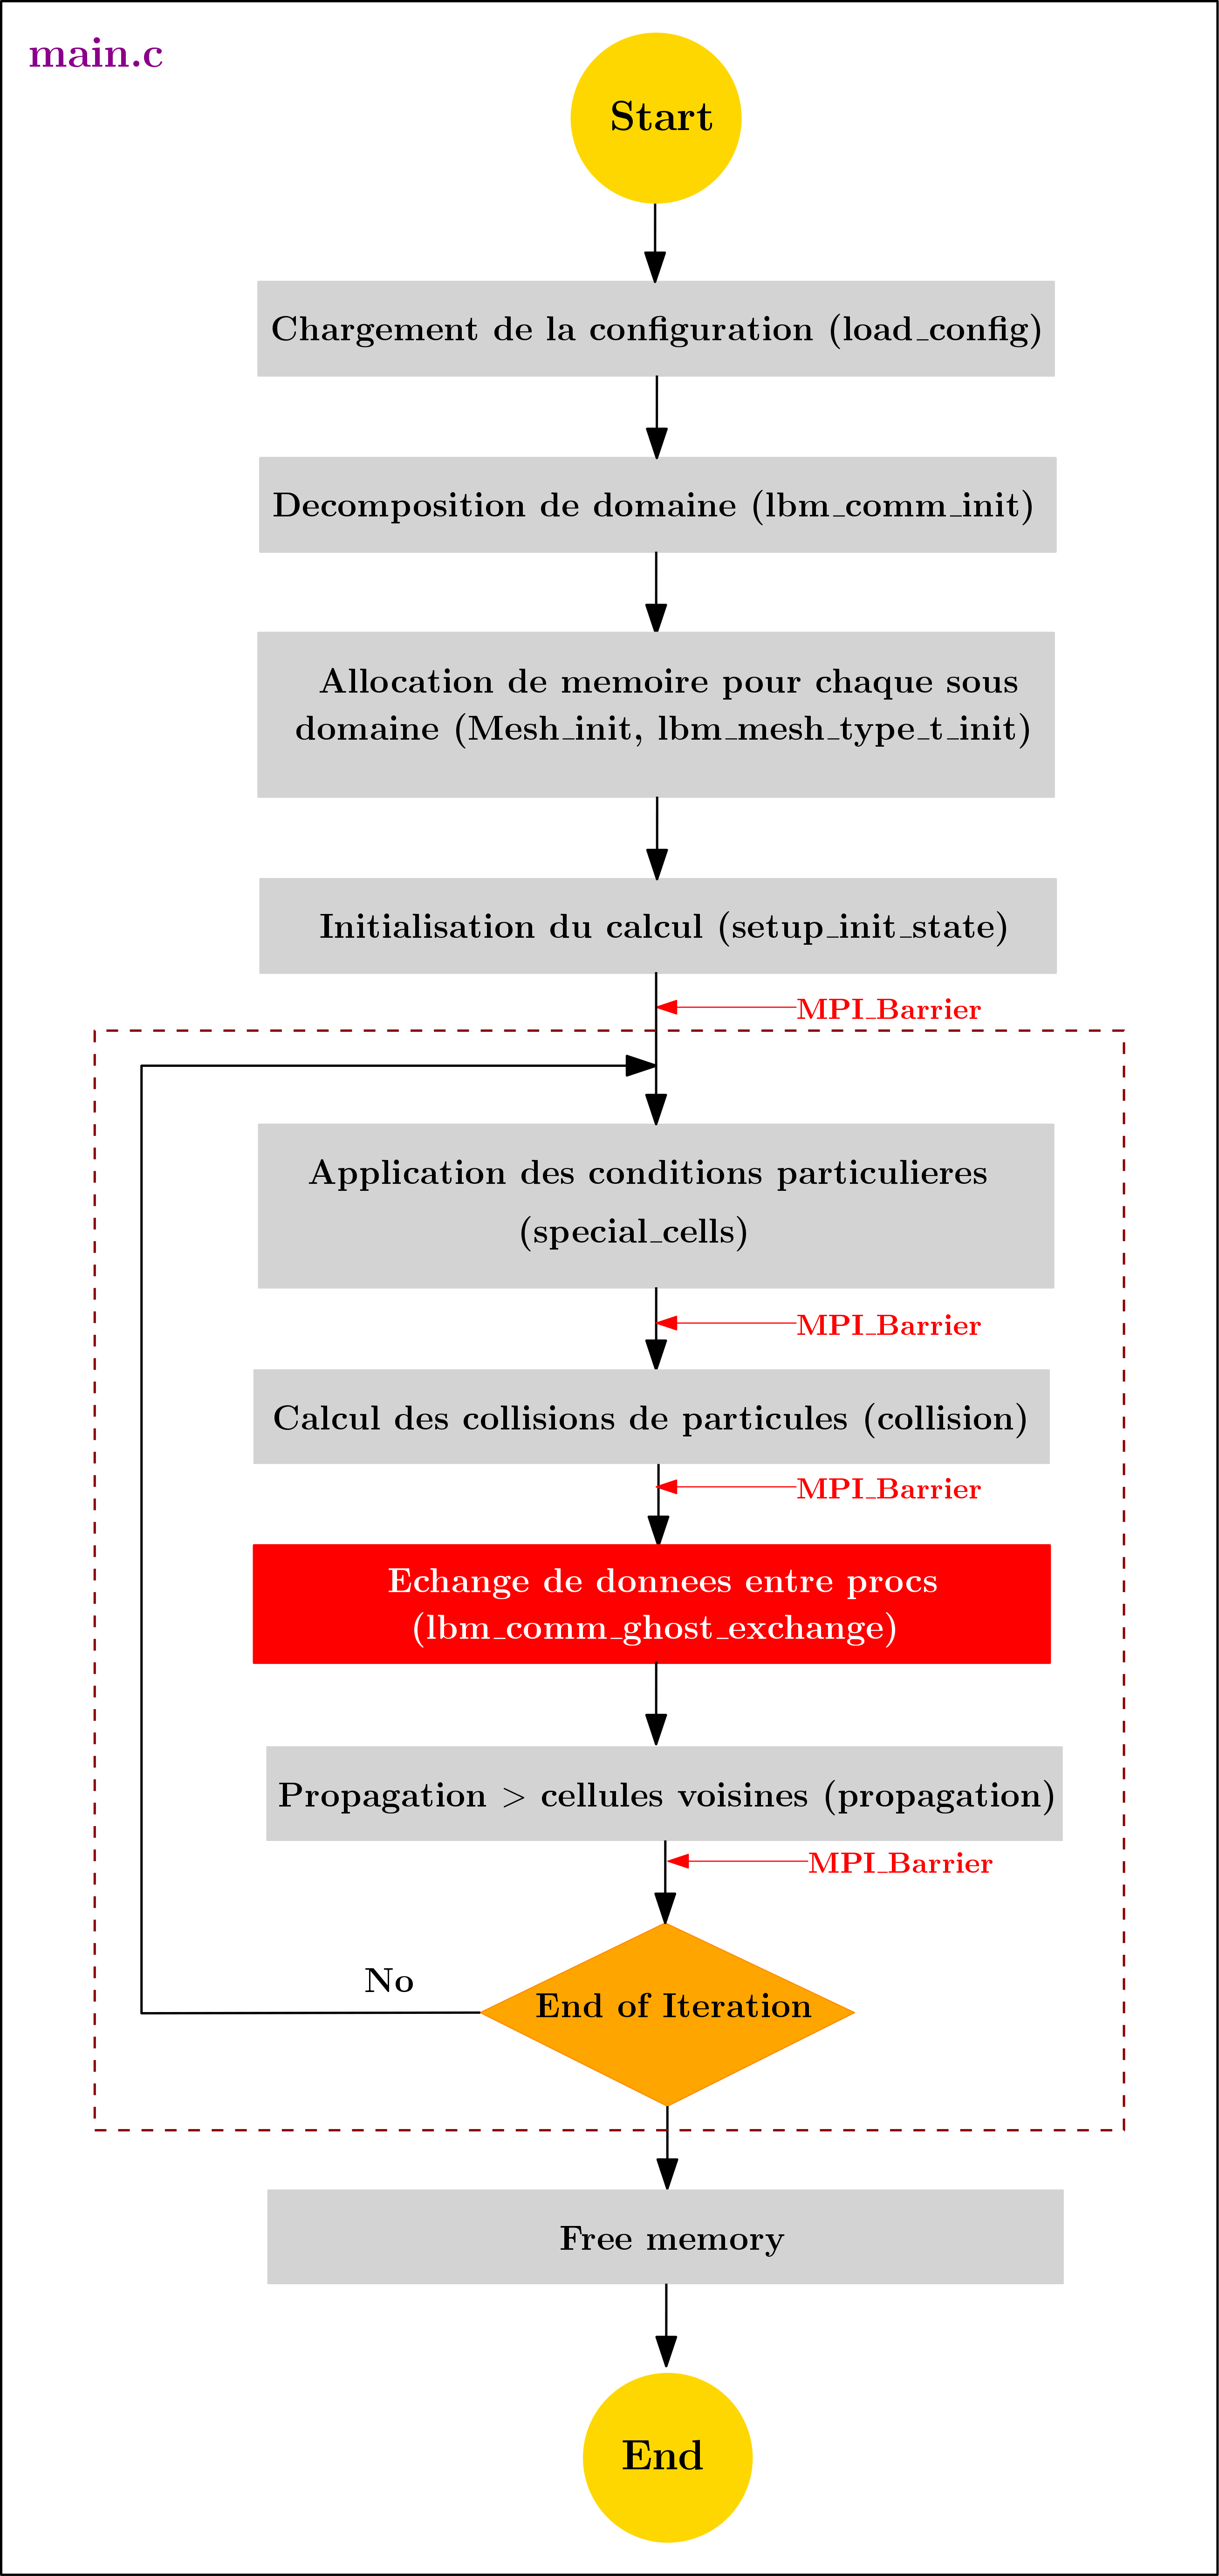 main.c
Start
Chargement de la configuration (load_config)
Decomposition de domaine (lbm_comm_init)
Allocation de memoire pour chaque sous
domaine (Mesh_init, lbm_mesh_type_t_init)
Initialisation du calcul (setup_init_state)
MPI_Barrier
Application des conditions particulieres
(special_cells)
MPI_Barrier
Calcul des collisions de particules (collision)
MPI_Barrier
Echange de donnees entre procs
(lbm_comm_ghost_exchange)
Propagation > cellules voisines (propagation)
MPI_Barrier
No
End of Iteration
Free memory
End